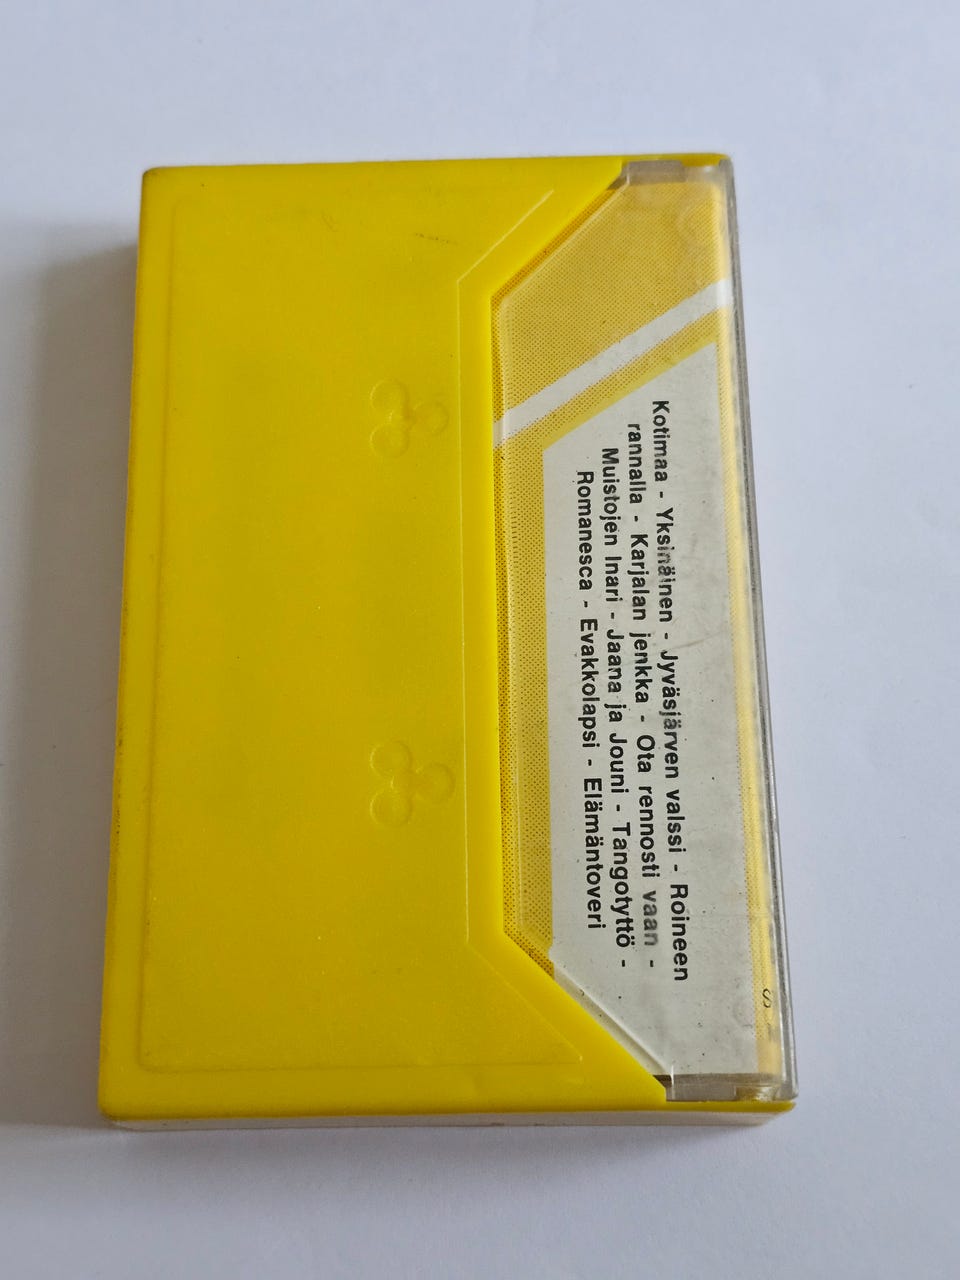 Kotimaa - Yksinäinen - Jyväsjärven valssi - Roineen
rannalla - Karjalan jenkka - Ota rennosti vaan -
Muistojen Inari - Jaana ja Jouni - Tangotyttö -
Romanesca - Evakkolapsi - Elämäntoveri